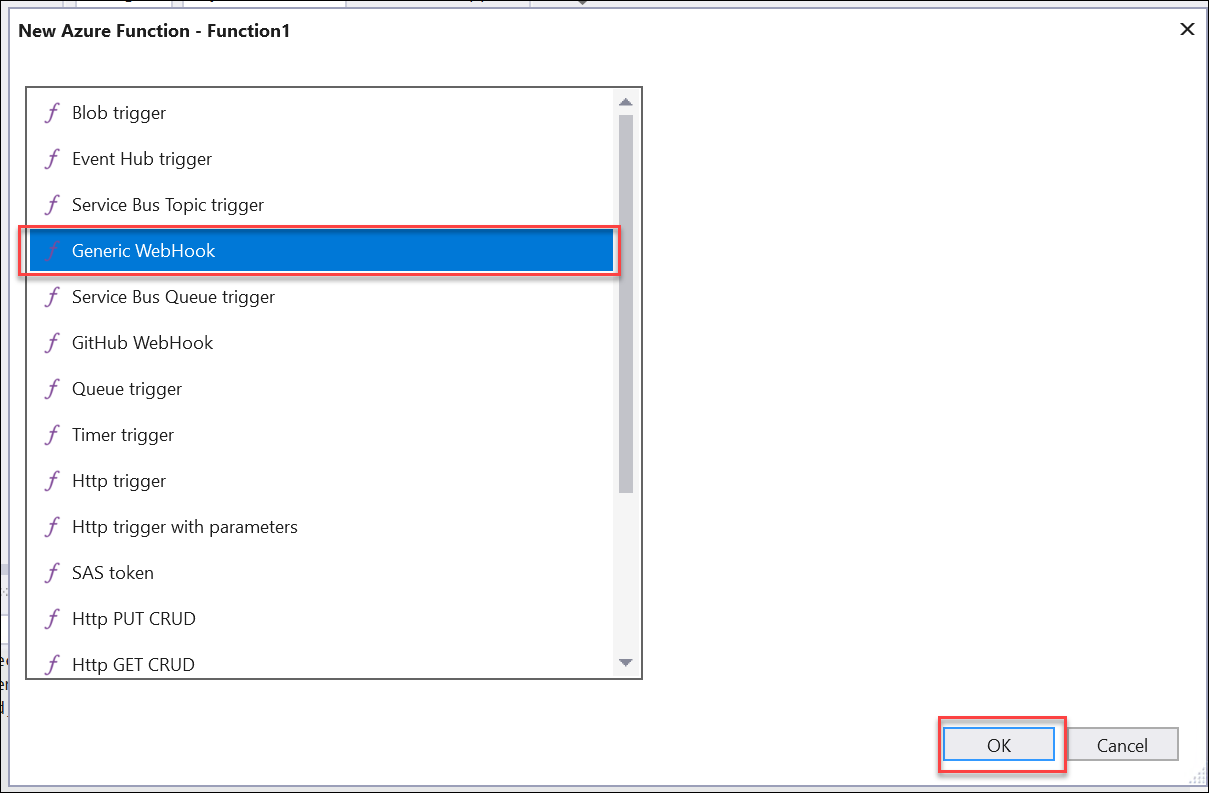 New Azure Function - Function1
Blob trigger
Event Hub trigger
Service Bus Topic trigger
Generic WebHook
Service Bus Queue trigger
GitHub WebHook
Queue trigger
Timer trigger
Http trigger
Http trigger with parameters
SAS token
Http PUT CRUD
Http GET CRUD
OK Cancel